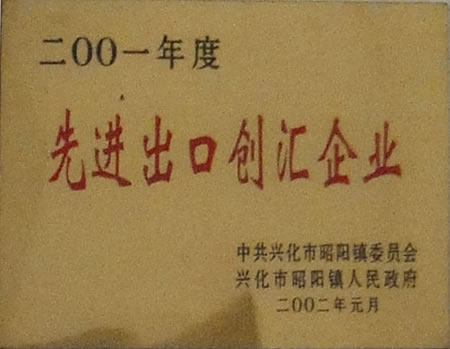 二00一年度
先进出口创汇企业
中共兴化市昭阳镇委员会
兴化市昭阳镇人民政府
二00二年元月